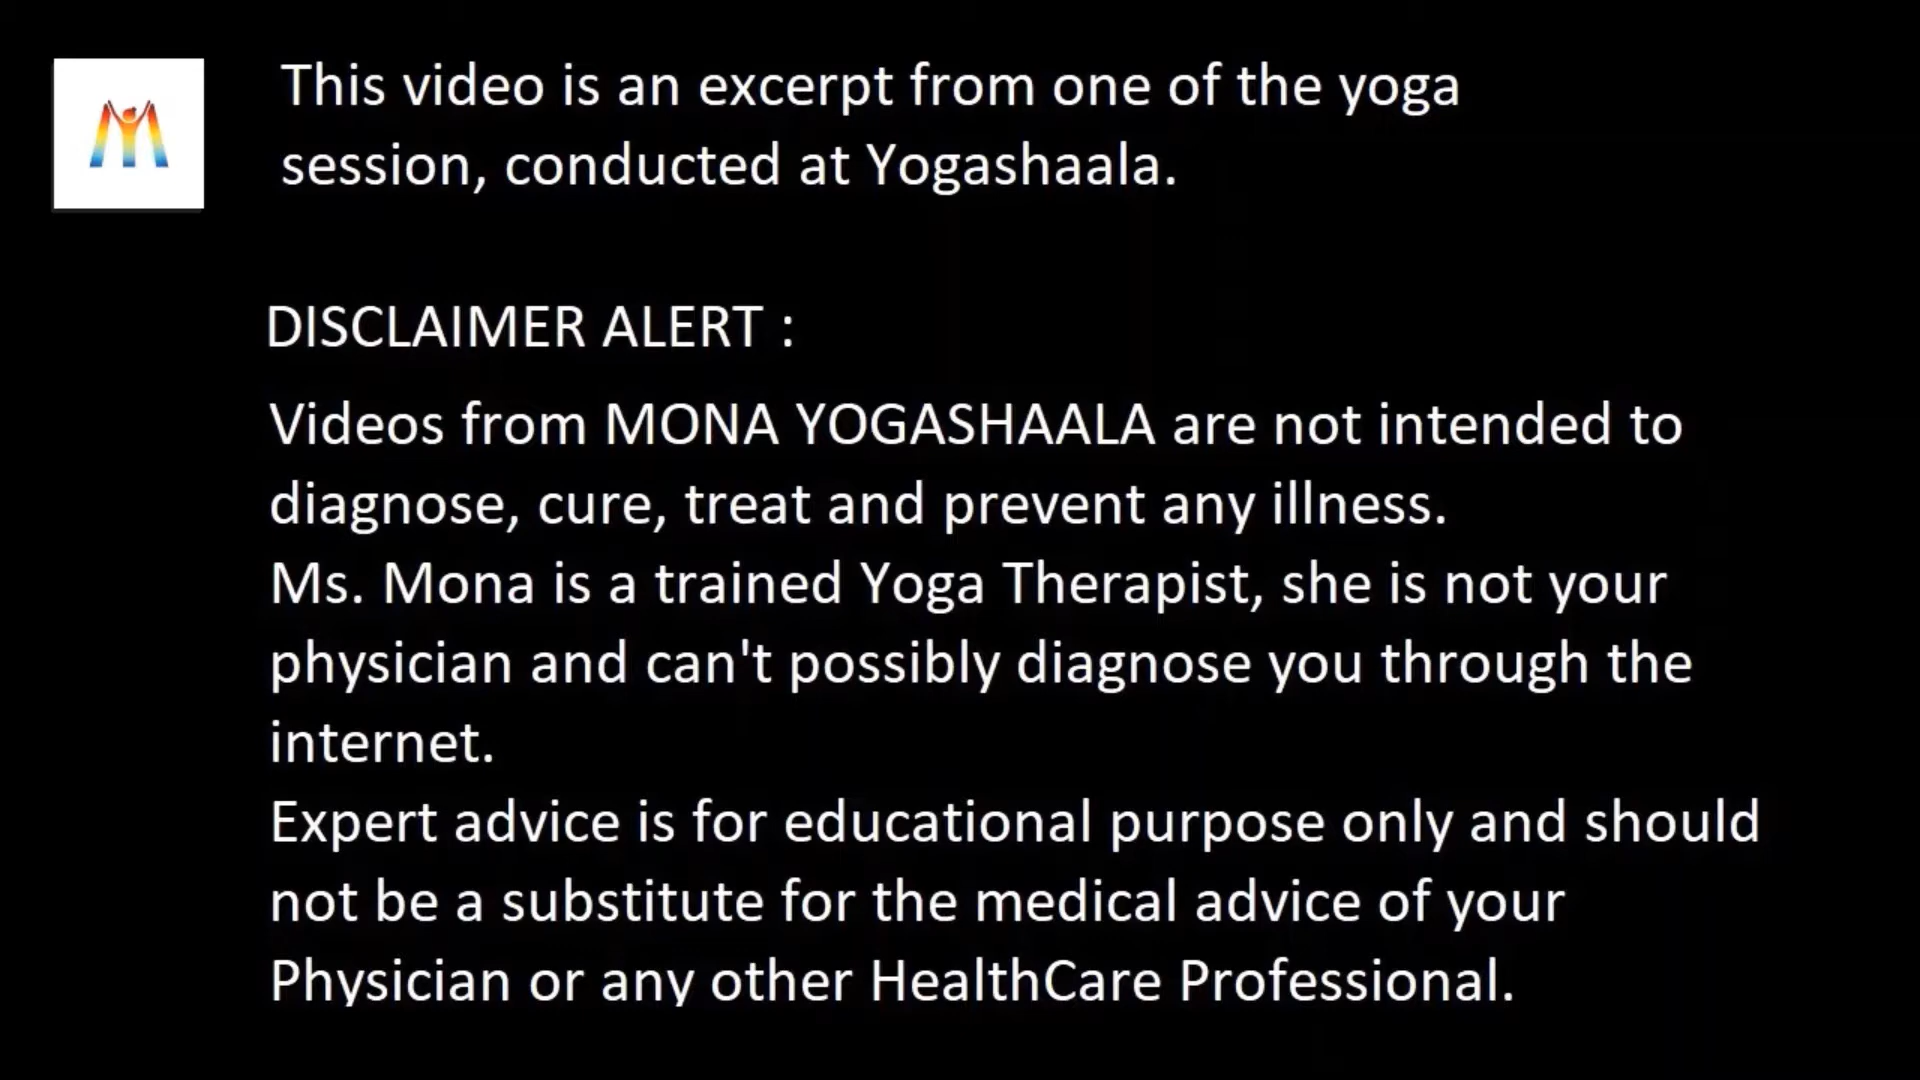 This video is an excerpt from one of the yoga
session, conducted at Yogashaala.
DISCLAIMER ALERT :
Videos from MONA YOGASHAALA are not intended to
diagnose, cure, treat and prevent any illness.
Ms. Mona is a trained Yoga Therapist, she is not your
physician and can't possibly diagnose you through the
internet.
Expert advice is for educational purpose only and should
not be a substitute for the medical advice of your
Physician or any other HealthCare Professional.